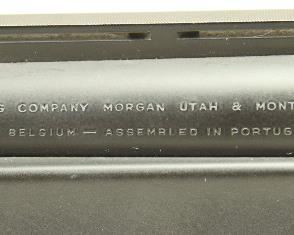 S COMPANY MORGAN UTAH & MONT
BELGIUM — ASSEMBLED IN PORTUG